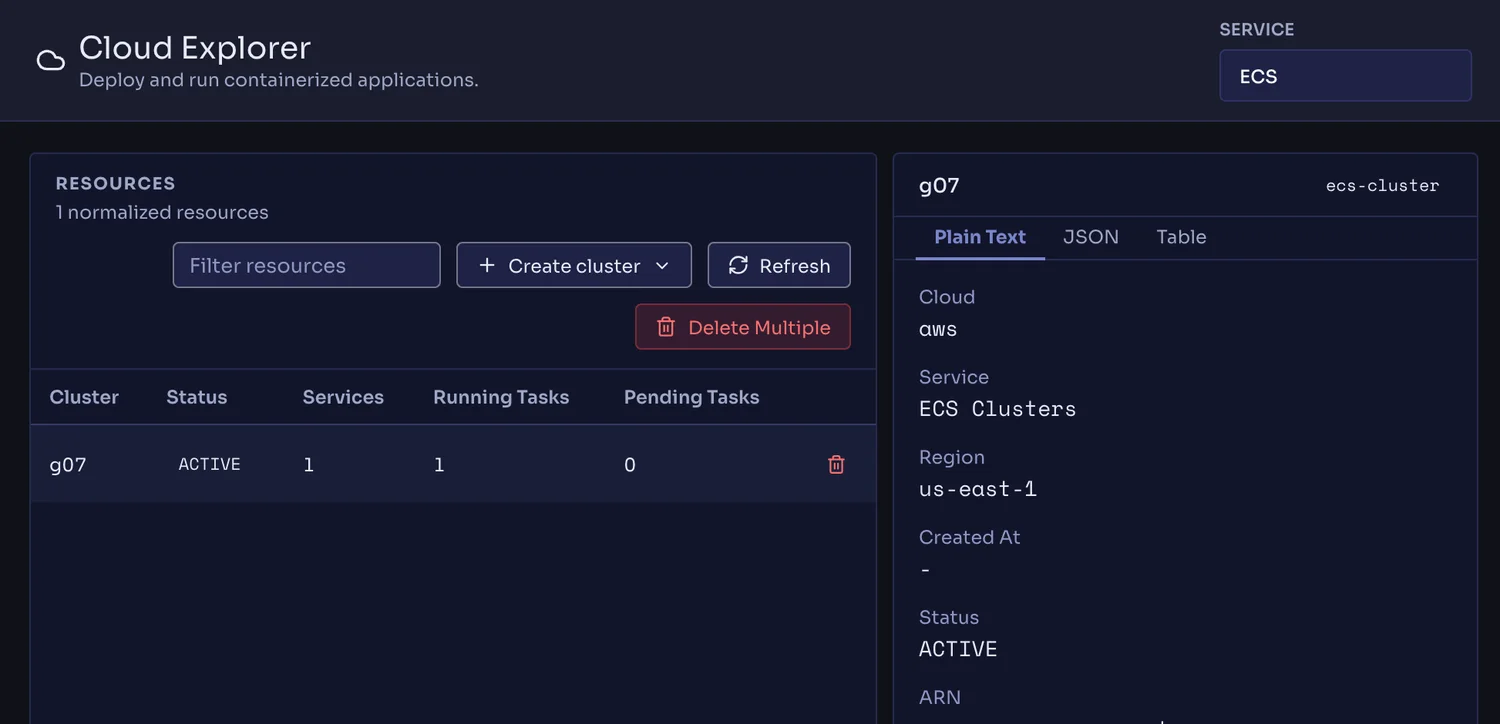 Cloud Explorer
Deploy and run containerized applications.
SERVICE
ECS
RESOURCES
1 normalized resources
Filter resources
Create cluster
Refresh
Delete Multiple
Cluster Status Services Running Tasks Pending Tasks
g07 ACTIVE 1 1 0
g07 ecs-cluster
Plain Text JSON Table
Cloud
aws
Service
ECS Clusters
Region
us-east-1
Created At
-
Status
ACTIVE
ARN